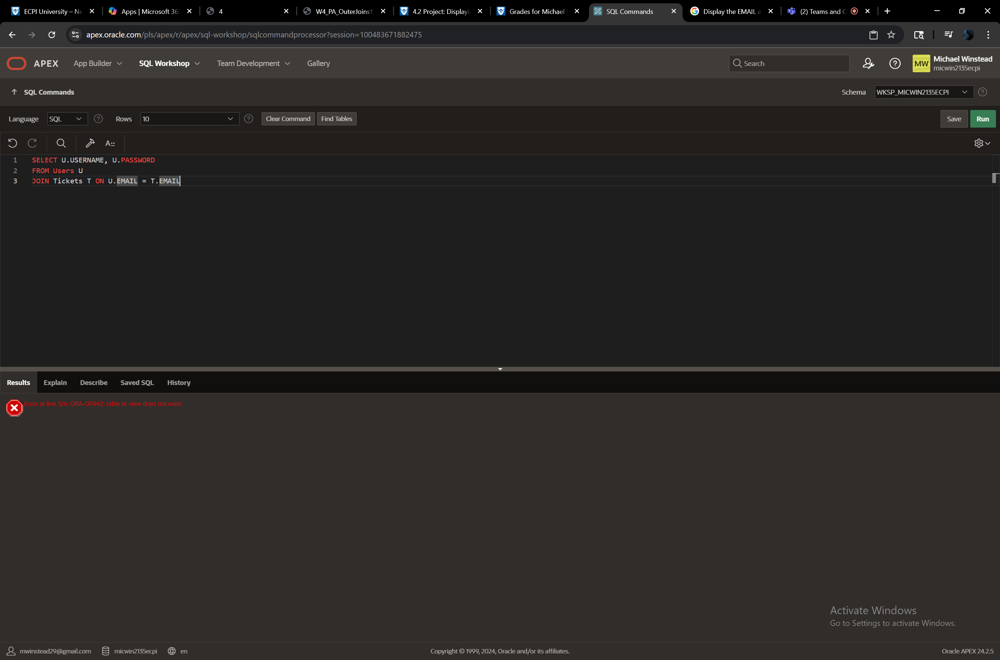 ECPI University – Ne
Apps | Microsoft 365
4
W4_PA_OuterJoins1
4.2 Project: Displayi
Grades for Michael
SQL Commands
Display the EMAIL a
(2) Teams and C
apex.oracle.com/pls/apex/r/apex/sql-workshop/sqlcommandprocessor?session=100483671882475
APEX
App Builder
SQL Workshop
Team Development
Gallery
Search
MW
Michael Winstead
micwin2135ecpi
SQL Commands
Schema
WKSP_MICWIN2135ECPI
Language
SQL
Rows
10
Clear Command
Find Tables
Save
Run
1 SELECT U.USERNAME, U.PASSWORD
2 FROM Users U
3 JOIN Tickets T ON U.EMAIL = T.EMAIL
Results
Explain
Describe
Saved SQL
History
Error at line 3/6: ORA-00942: table or view does not exist
Activate Windows
Go to Settings to activate Windows.
mwinstead29@gmail.com
micwin2135ecpi
en
Copyright © 1999, 2024, Oracle and/or its affiliates.
Oracle APEX 24.2.5